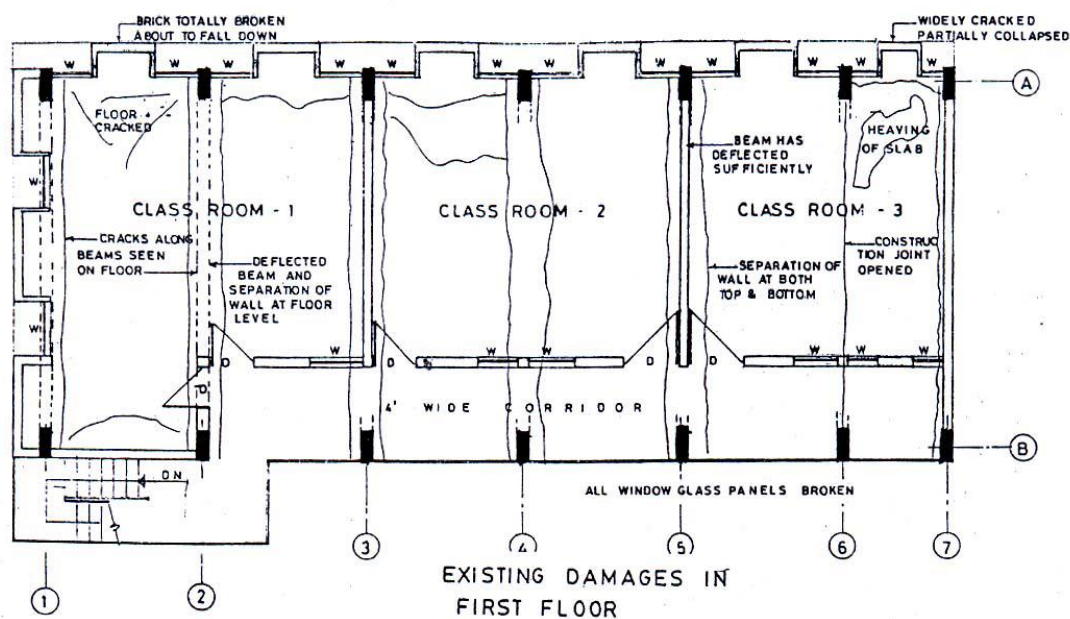 BRICK TOTALLY BROKEN
ABOUT TO FALL DOWN
WIDELY CRACKED
PARTIALLY COLLAPSED
W W W W W W W W W W W
A
FLOOR
CRACKED
HEAVING
OF SLAB
BEAM HAS
DEFLECTED
SUFFICIENTLY
W
CLASS ROOM - 1
CLASS ROOM - 2
CLASS ROOM - 3
CRACKS ALONG
BEAMS SEEN
ON FLOOR
DEFLECTED
BEAM AND
SEPARATION OF
WALL AT FLOOR
LEVEL
SEPARATION OF
WALL AT BOTH
TOP & BOTTOM
CONSTRUC
TION JOINT
OPENED
W
W W W W W W
D D D D
D
4' WIDE CORRIDOR
B
DN
ALL WINDOW GLASS PANELS BROKEN
3 4 5 6 7
1 2
EXISTING DAMAGES IN
FIRST FLOOR